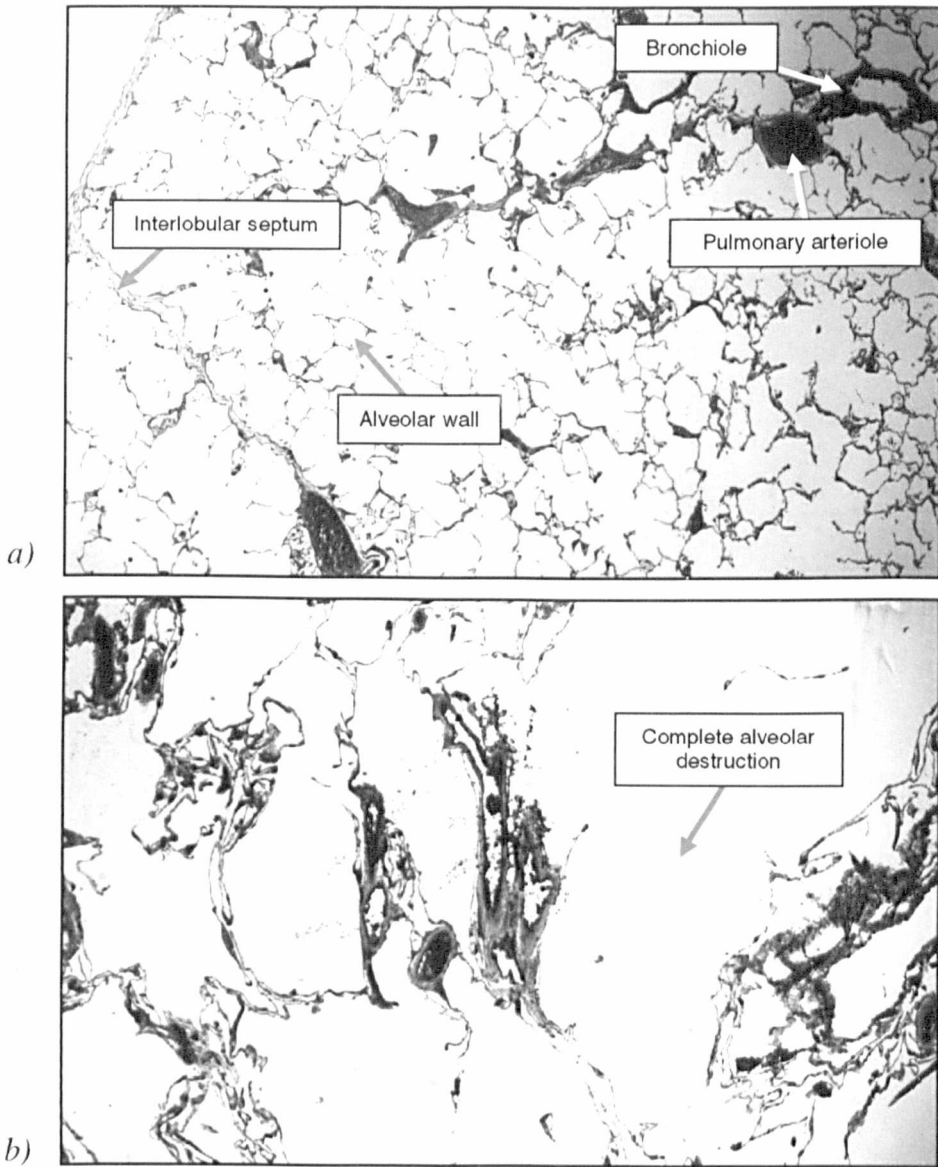 Bronchiole
Interlobular septum
Pulmonary arteriole
Alveolar wall
a)
Complete alveolar
destruction
b)